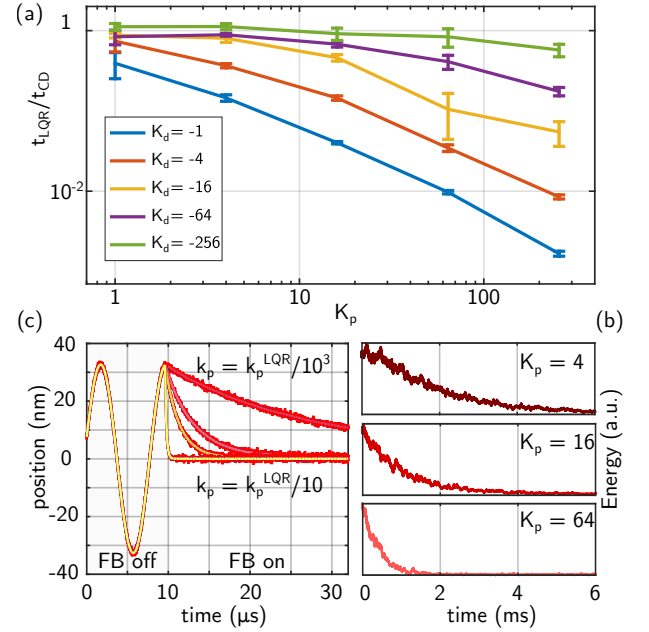 (a)
1
10^-2
t_LQR/t_CD
K_d= -1
K_d= -4
K_d= -16
K_d= -64
K_d= -256
1
10
100
K_p
(c)
(b)
40
20
0
-20
-40
position (nm)
k_p = k_p^LQR/10^3
k_p = k_p^LQR/10
FB off
FB on
0
10
20
30
time (μs)
K_p = 4
K_p = 16
K_p = 64
Energy (a.u.)
0
2
4
6
time (ms)